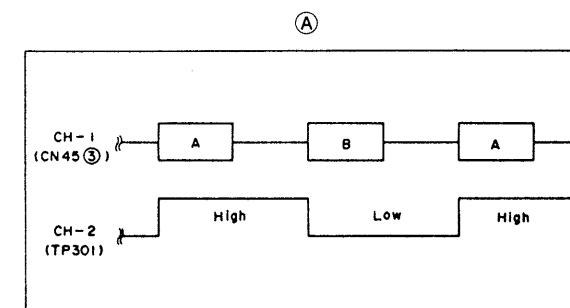 Ⓐ
CH-1
(CN45③)
A B A
CH-2
(TP301)
High Low High